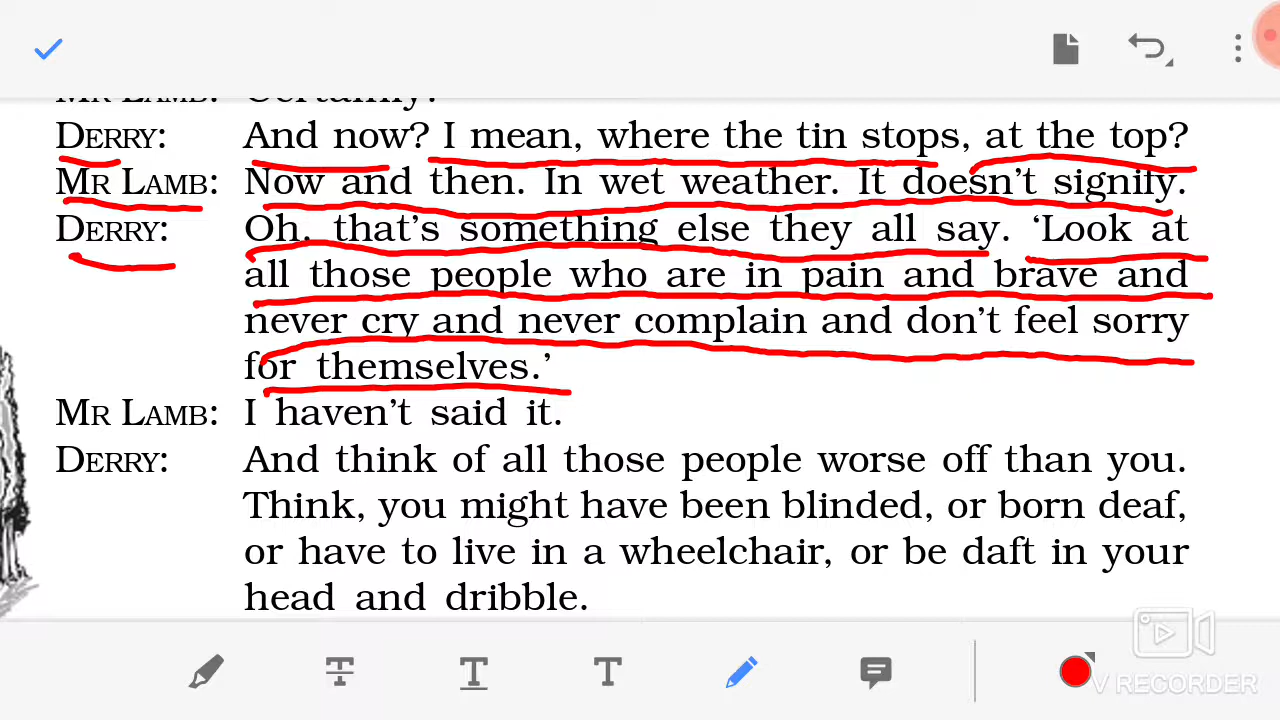 MR LAMB: Certainly.
DERRY: And now? I mean, where the tin stops, at the top?
MR LAMB: Now and then. In wet weather. It doesn't signify.
DERRY: Oh. that's something else they all say. ‘Look at
all those people who are in pain and brave and
never cry and never complain and don't feel sorry
for themselves.’
MR LAMB: I haven't said it.
DERRY: And think of all those people worse off than you.
Think, you might have been blinded, or born deaf,
or have to live in a wheelchair, or be daft in your
head and dribble.
V RECORDER